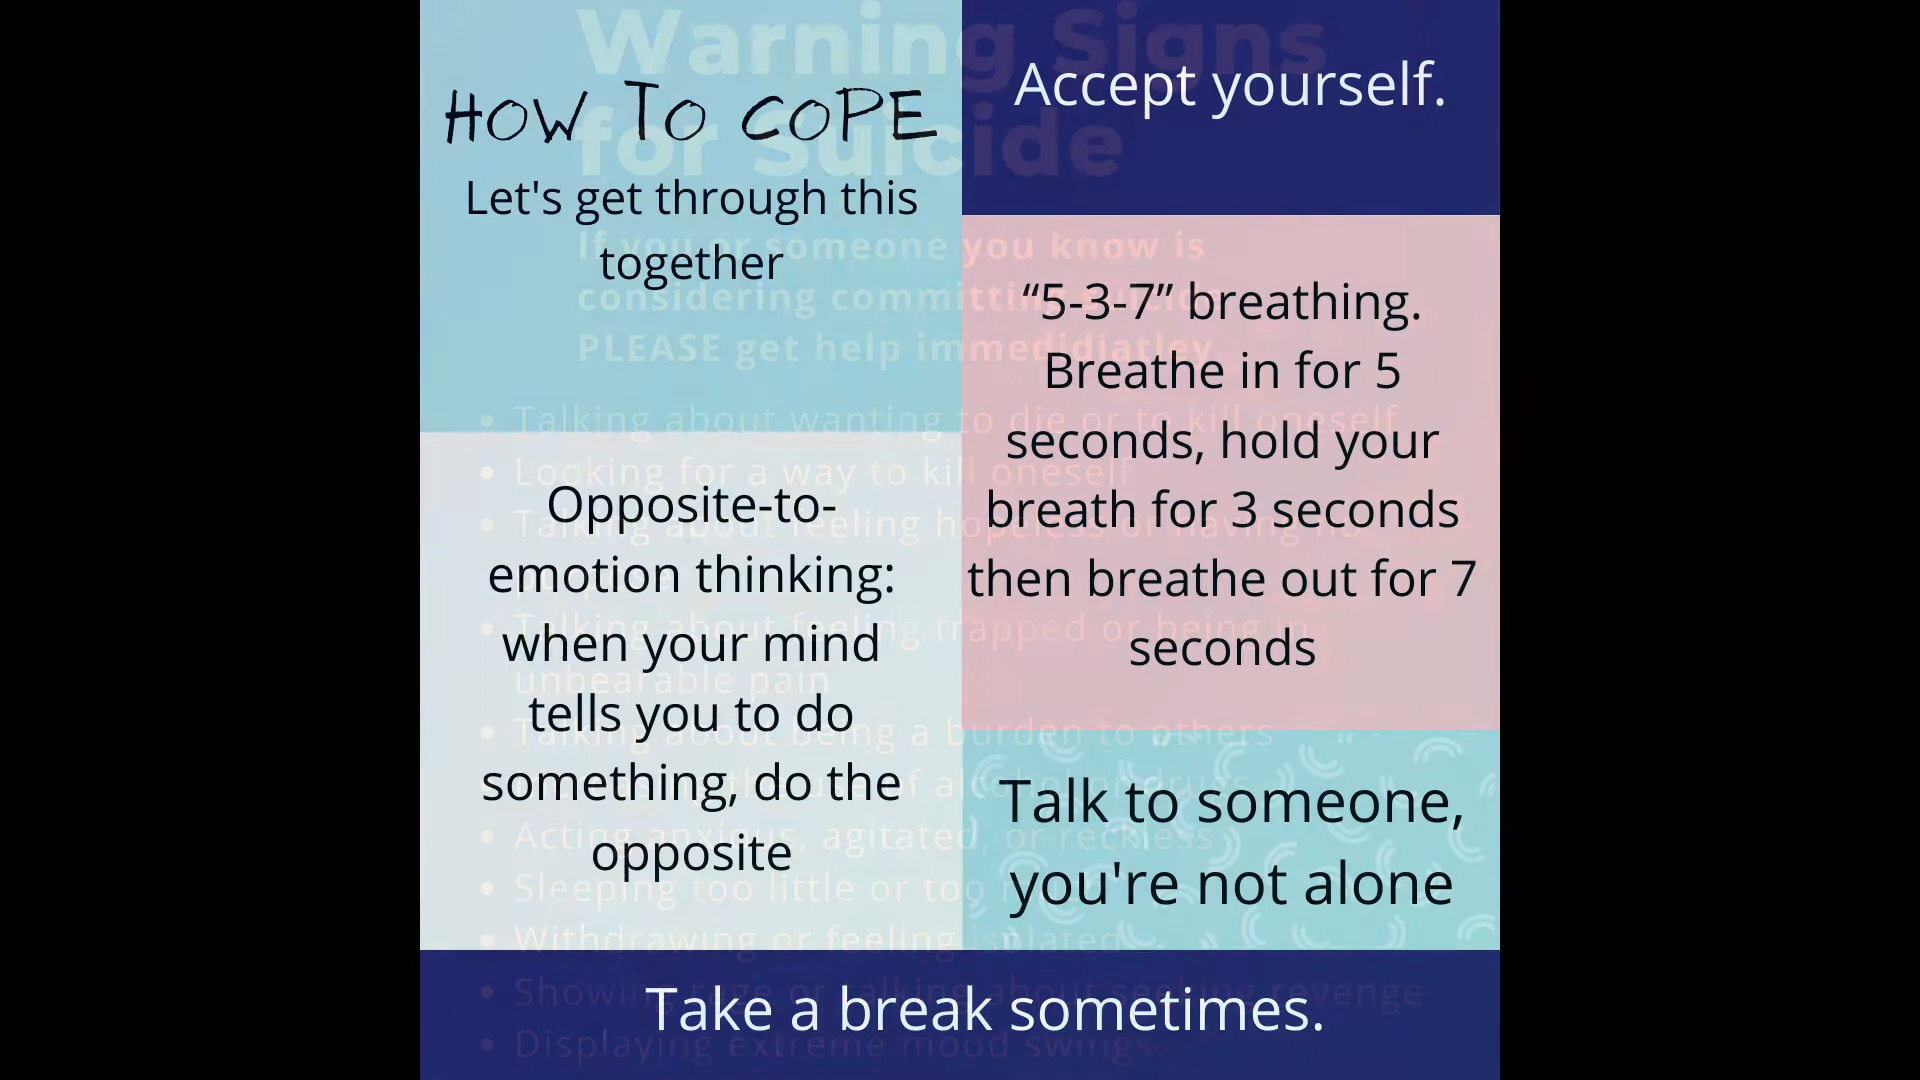 HOW TO COPE
Let's get through this
together
Opposite-to-
emotion thinking:
when your mind
tells you to do
something, do the
opposite
Accept yourself.
“5-3-7” breathing.
Breathe in for 5
seconds, hold your
breath for 3 seconds
then breathe out for 7
seconds
Talk to someone,
you're not alone
Take a break sometimes.
Warning Signs
for Suicide
If you or someone you know is
considering committing suicide
PLEASE get help immedidiatley
Talking about wanting to die or to kill oneself
Looking for a way to kill oneself
Talking about feeling hopeless or having no
Talking about feeling trapped or being in
unbearable pain
Talking about being a burden to others
the use of alcohol or drugs
Acting anxious, agitated, or reckless
Sleeping too little or too
Withdrawing or feeling isolated
Showing rage or talking about seeking revenge
Displaying extreme mood swings.